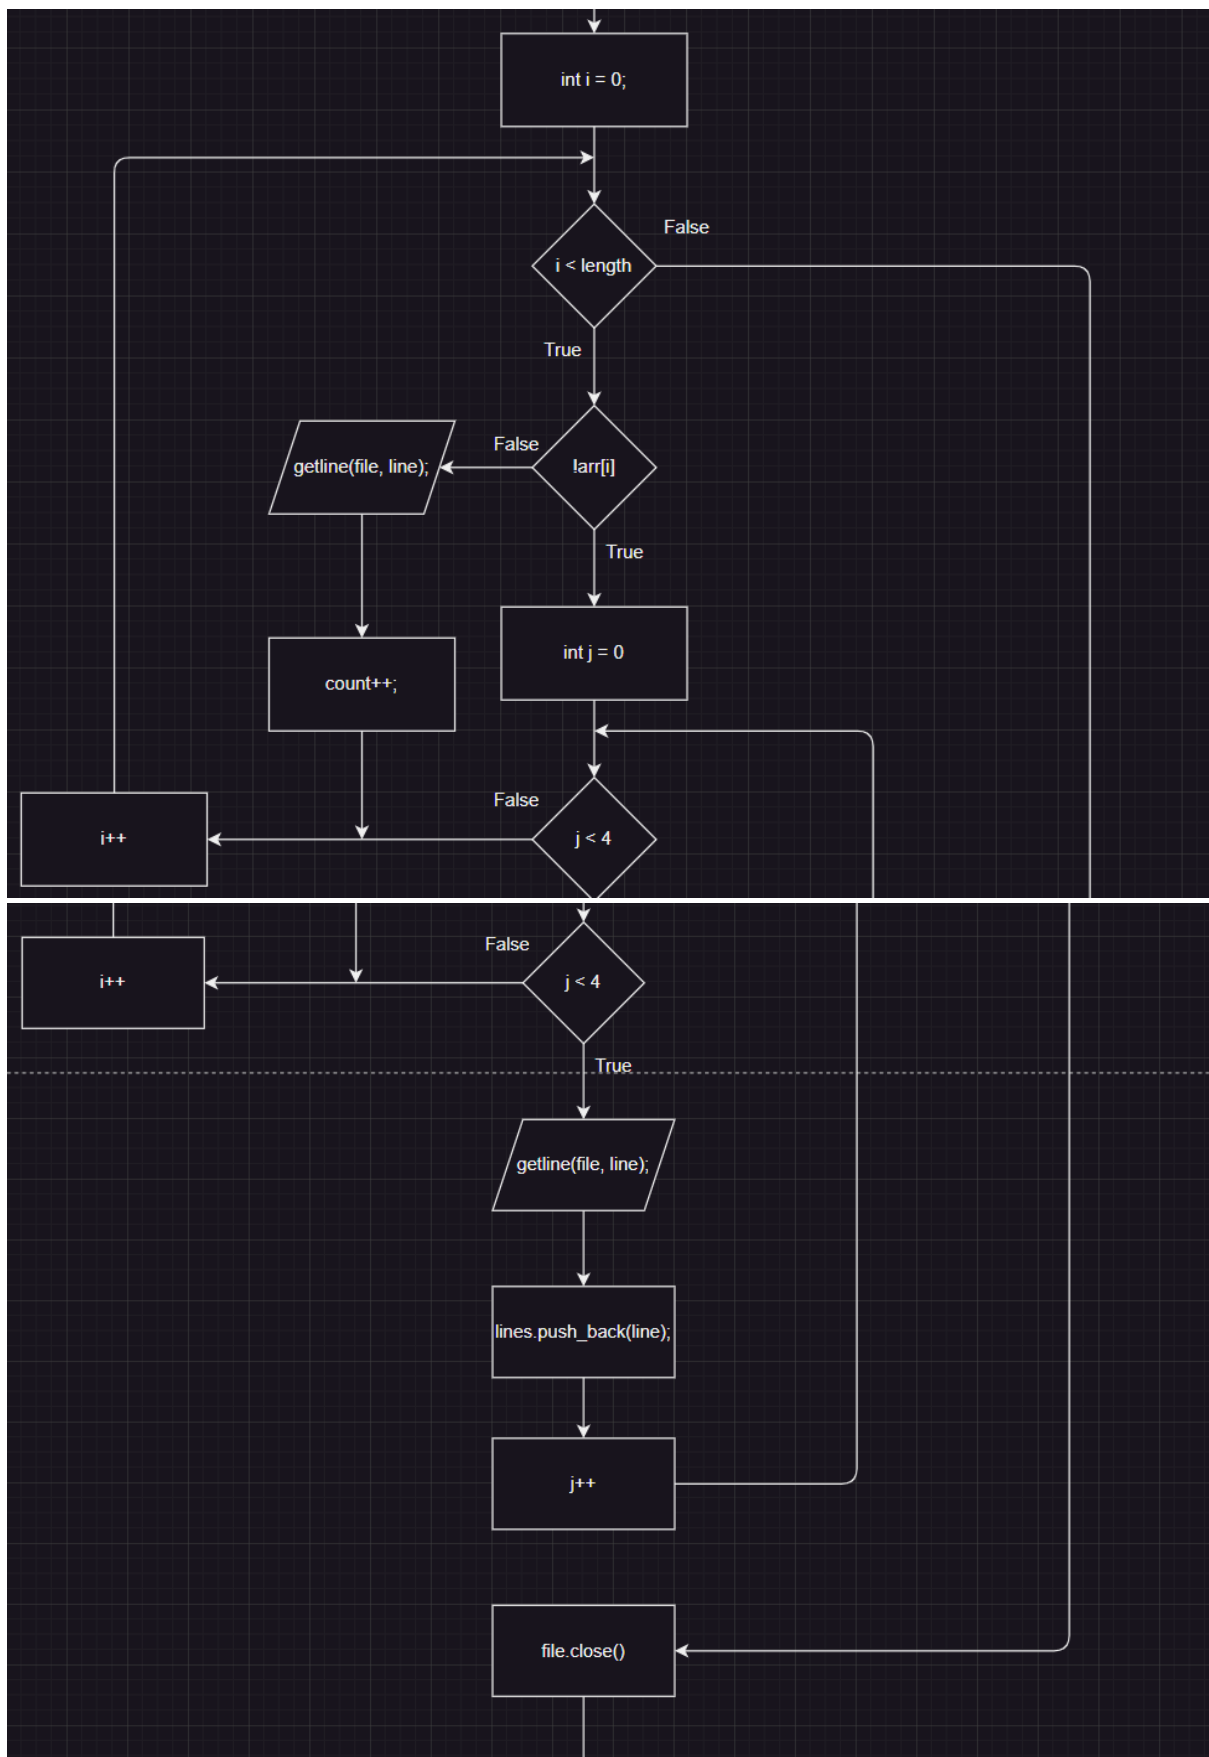 int i = 0;
False
i < length
True
False
getline(file, line);
!arr[i]
True
int j = 0
count++;
False
i++
j < 4
False
i++
j < 4
True
getline(file, line);
lines.push_back(line);
j++
file.close()